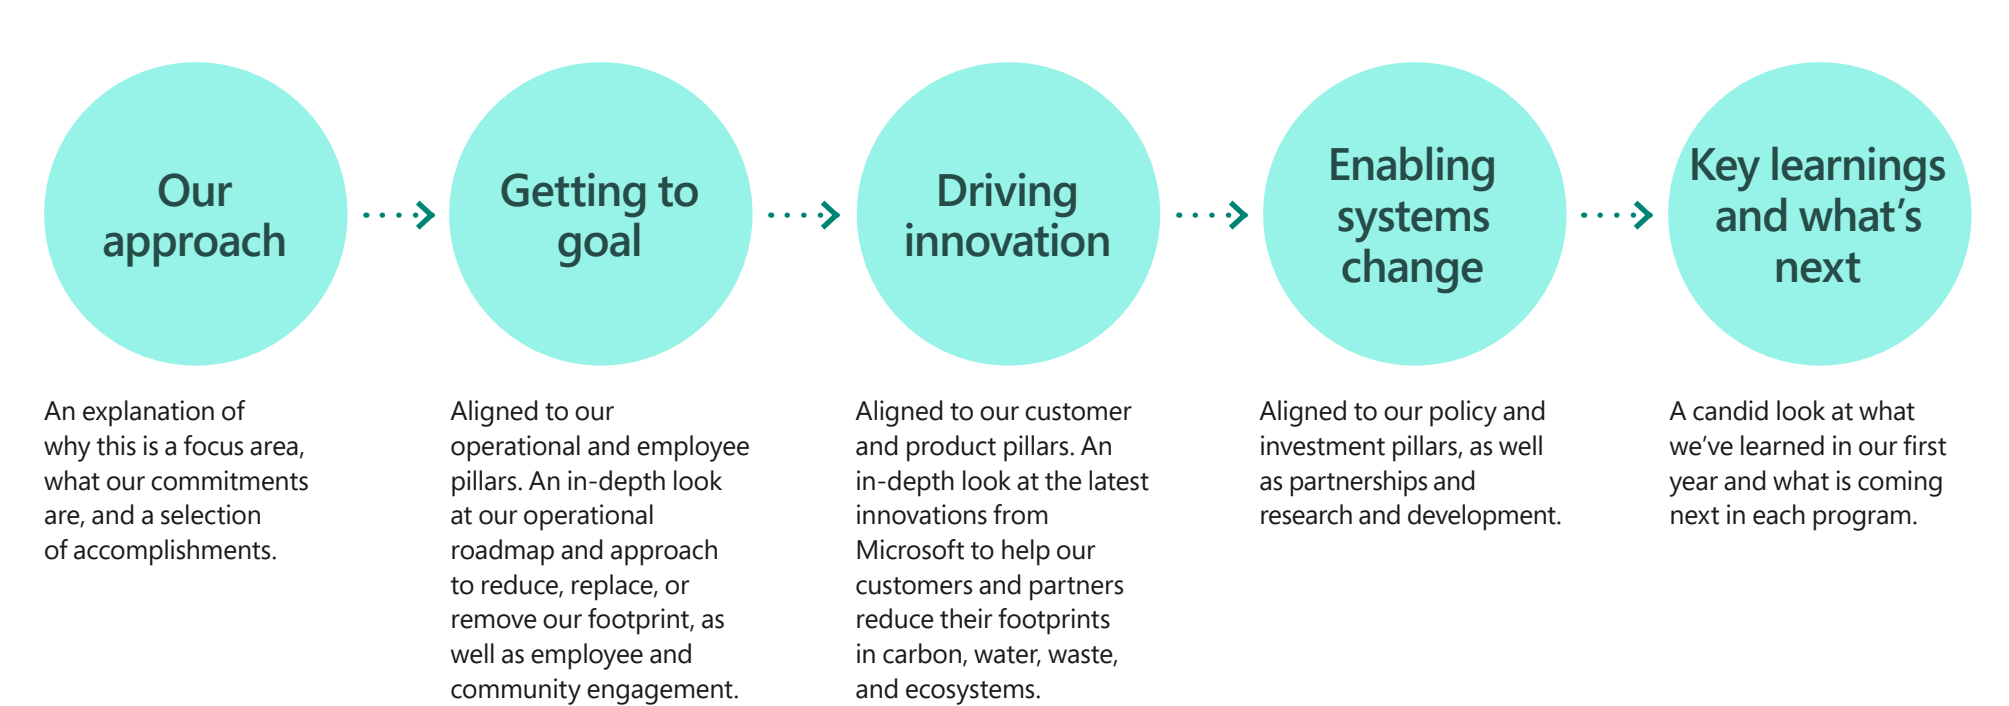 Our
approach
An explanation of
why this is a focus area,
what our commitments
are, and a selection
of accomplishments.
Getting to
goal
Aligned to our
operational and employee
pillars. An in-depth look
at our operational
roadmap and approach
to reduce, replace, or
remove our footprint, as
well as employee and
community engagement.
Driving
innovation
Aligned to our customer
and product pillars. An
in-depth look at the latest
innovations from
Microsoft to help our
customers and partners
reduce their footprints
in carbon, water, waste,
and ecosystems.
Enabling
systems
change
Aligned to our policy and
investment pillars, as well
as partnerships and
research and development.
Key learnings
and what’s
next
A candid look at what
we’ve learned in our first
year and what is coming
next in each program.